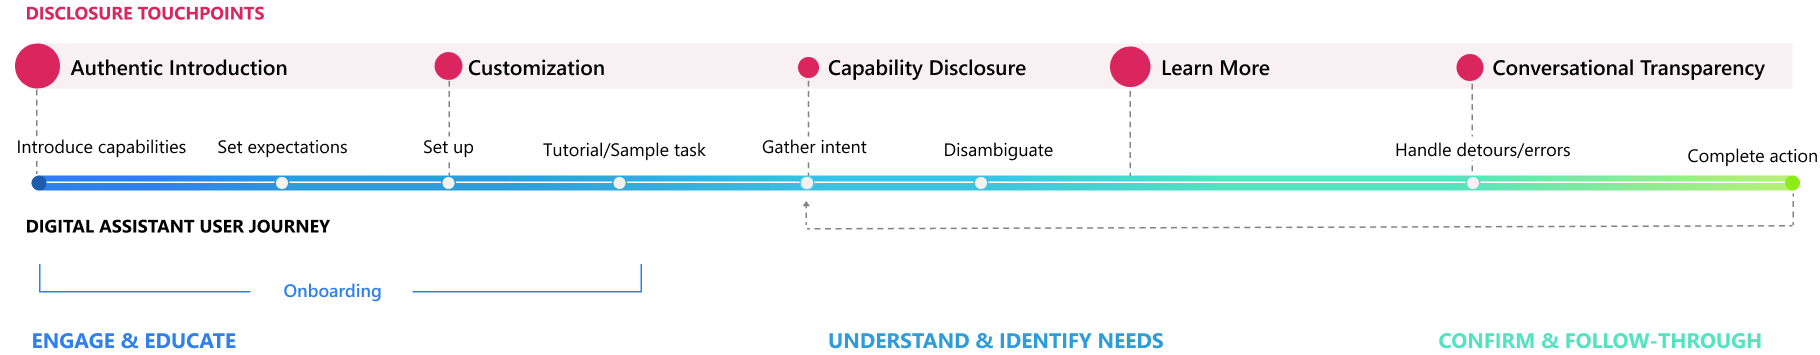 DISCLOSURE TOUCHPOINTS
Authentic Introduction
Customization
Capability Disclosure
Learn More
Conversational Transparency
Introduce capabilities
Set expectations
Set up
Tutorial/Sample task
Gather intent
Disambiguate
Handle detours/errors
Complete action
DIGITAL ASSISTANT USER JOURNEY
Onboarding
ENGAGE & EDUCATE
UNDERSTAND & IDENTIFY NEEDS
CONFIRM & FOLLOW-THROUGH